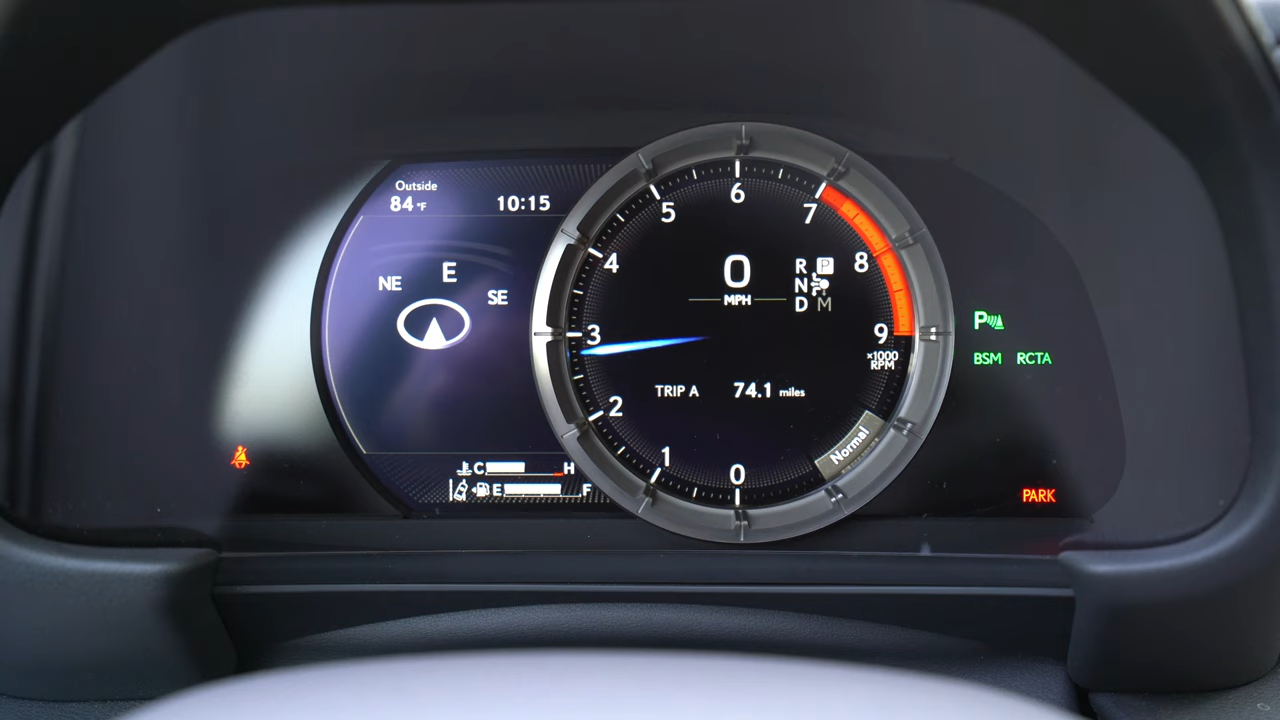 Outside
84 °F
10:15
NE
E
SE
C
H
E
F
0
1
2
3
4
5
6
7
8
9
×1000
RPM
0
MPH
R P
N
D M
TRIP A 74.1 miles
Normal
P
BSM RCTA
PARK